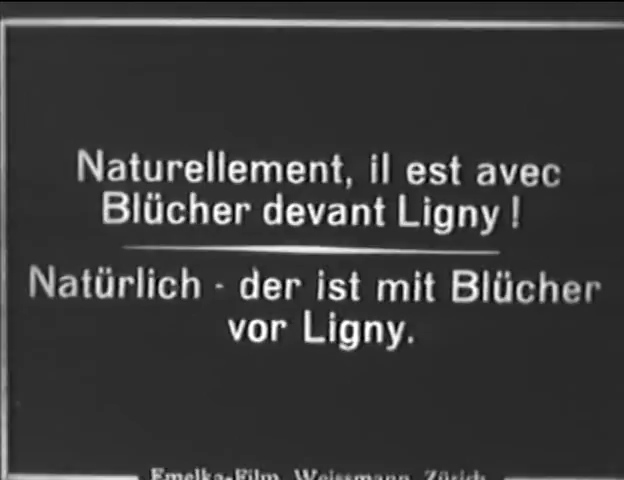 Naturellement, il est avec
Blücher devant Ligny !
Natürlich - der ist mit Blücher
vor Ligny.
Emelka-Film Weissmann, Zürich